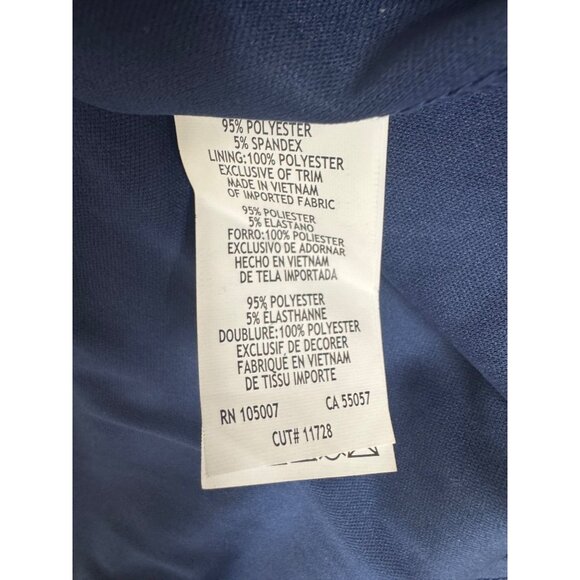 95% POLYESTER
5% SPANDEX
LINING:100% POLYESTER
EXCLUSIVE OF TRIM
MADE IN VIETNAM
OF IMPORTED FABRIC
95% POLIESTER
5% ELASTANO
FORRO:100% POLIESTER
EXCLUSIVO DE ADORNAR
HECHO EN VIETNAM
DE TELA IMPORTADA
95% POLYESTER
5% ELASTHANNE
DOUBLURE:100% POLYESTER
EXCLUSIF DE DECORER
FABRIQUÉ EN VIETNAM
DE TISSU IMPORTE
RN 105007 CA 55057
CUT# 11728